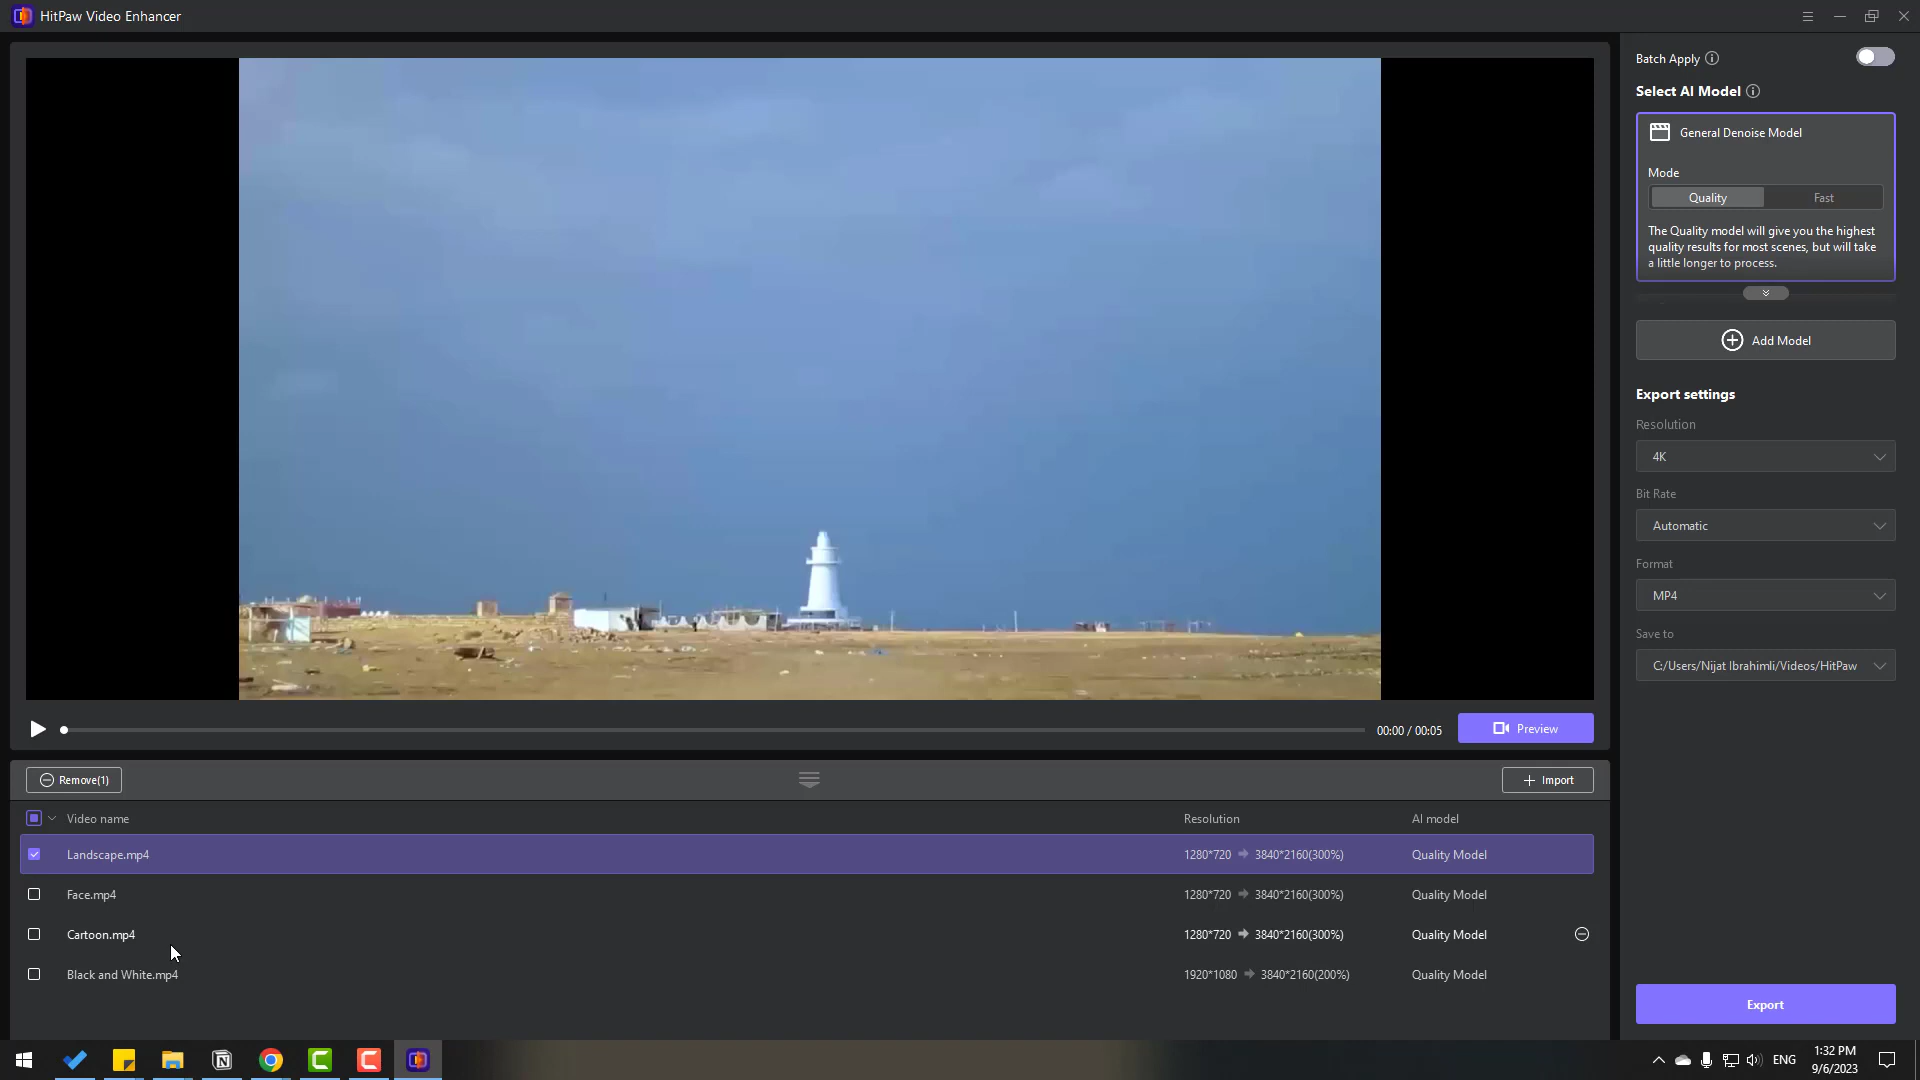 HitPaw Video Enhancer
Batch Apply
Select AI Model
General Denoise Model
Mode
Quality Fast
The Quality model will give you the highest
quality results for most scenes, but will take
a little longer to process.
Add Model
Export settings
Resolution
4K
Bit Rate
Automatic
Format
MP4
Save to
C:/Users/Nijat Ibrahimli/Videos/HitPaw
00:00 / 00:05
Preview
Remove(1)
Import
Video name Resolution AI model
Landscape.mp4 1280*720 3840*2160(300%) Quality Model
Face.mp4 1280*720 3840*2160(300%) Quality Model
Cartoon.mp4 1280*720 3840*2160(300%) Quality Model
Black and White.mp4 1920*1080 3840*2160(200%) Quality Model
Export
ENG
1:32 PM
9/6/2023